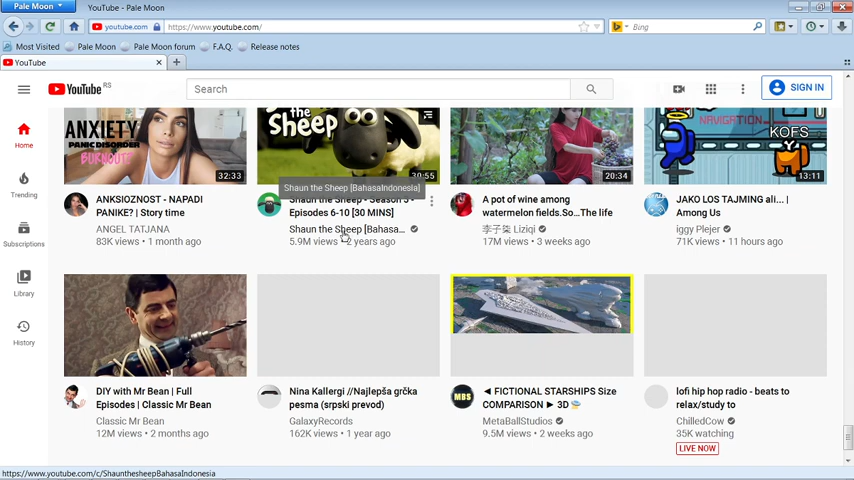 Pale Moon
YouTube - Pale Moon
youtube.com
https://www.youtube.com/
Bing
Most Visited
Pale Moon
Pale Moon forum
F.A.Q.
Release notes
YouTube
YouTube RS
Search
SIGN IN
Home
Trending
Subscriptions
Library
History
ANXIETY
PANIC DISORDER
BURNOUT
32:33
the
Sheep
30:55
20:34
NAVIGATION
KOFS
13:11
Shaun the Sheep [BahasaIndonesia]
ANKSIOZNOST - NAPADI
PANIKE? | Story time
ANGEL TATJANA
83K views • 1 month ago
Shaun the Sheep - Season 5 -
Episodes 6-10 [30 MINS]
Shaun the Sheep [Bahasa...
5.9M views • 2 years ago
A pot of wine among
watermelon fields.So...The life
李子柒 Liziqi
17M views • 3 weeks ago
JAKO LOS TAJMING ali... |
Among Us
iggy Plejer
71K views • 11 hours ago
DIY with Mr Bean | Full
Episodes | Classic Mr Bean
Classic Mr Bean
12M views • 2 months ago
Nina Kallergi //Najlepša grčka
pesma (srpski prevod)
GalaxyRecords
162K views • 1 year ago
MBS
◄ FICTIONAL STARSHIPS Size
COMPARISON ► 3D
MetaBallStudios
9.5M views • 2 weeks ago
lofi hip hop radio - beats to
relax/study to
ChilledCow
35K watching
LIVE NOW
https://www.youtube.com/c/ShaunthesheepBahasaIndonesia